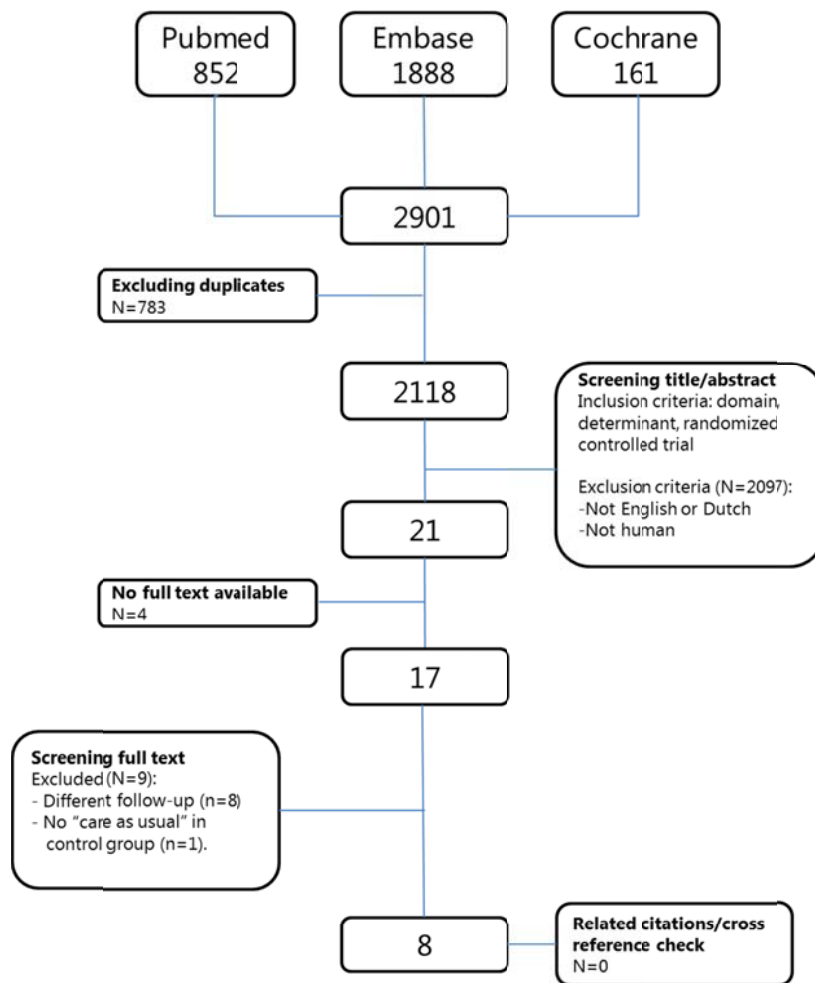 Pubmed
852
Embase
1888
Cochrane
161
2901
Excluding duplicates
N=783
2118
Screening title/abstract
Inclusion criteria: domain,
determinant, randomized
controlled trial
Exclusion criteria (N=2097):
-Not English or Dutch
-Not human
21
No full text available
N=4
17
Screening full text
Excluded (N=9):
- Different follow-up (n=8)
- No “care as usual” in
control group (n=1).
8
Related citations/cross
reference check
N=0